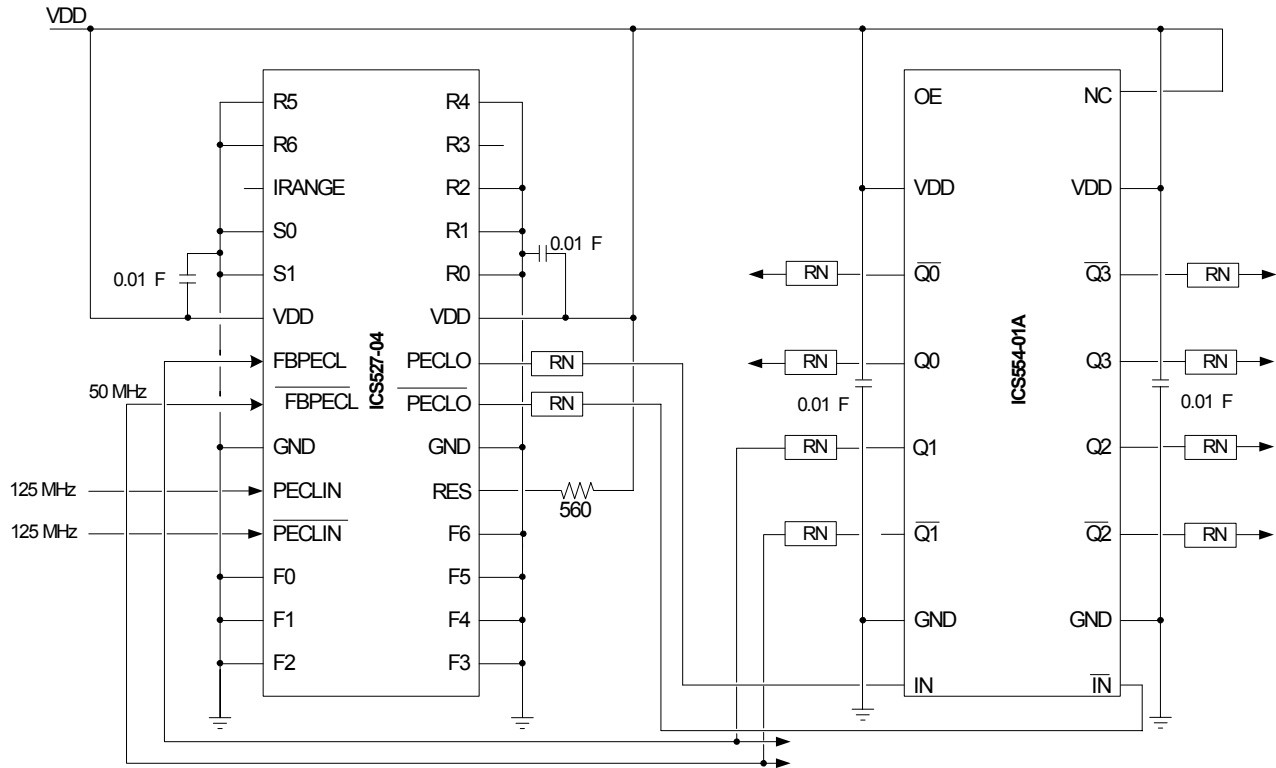 VDD
R5
R6
IRANGE
S0
S1
VDD
FBPECL
FBPECL
GND
PECLIN
PECLIN
F0
F1
F2
ICS527-04
R4
R3
R2
R1
R0
VDD
PECLO
PECLO
GND
RES
F6
F5
F4
F3
0.01 F
0.01 F
50 MHz
125 MHz
125 MHz
RN
RN
560
OE
VDD
Q0
Q0
Q1
Q1
GND
IN
ICS554-01A
NC
VDD
Q3
Q3
Q2
Q2
GND
IN
RN
RN
RN
RN
0.01 F
RN
RN
0.01 F
RN
RN